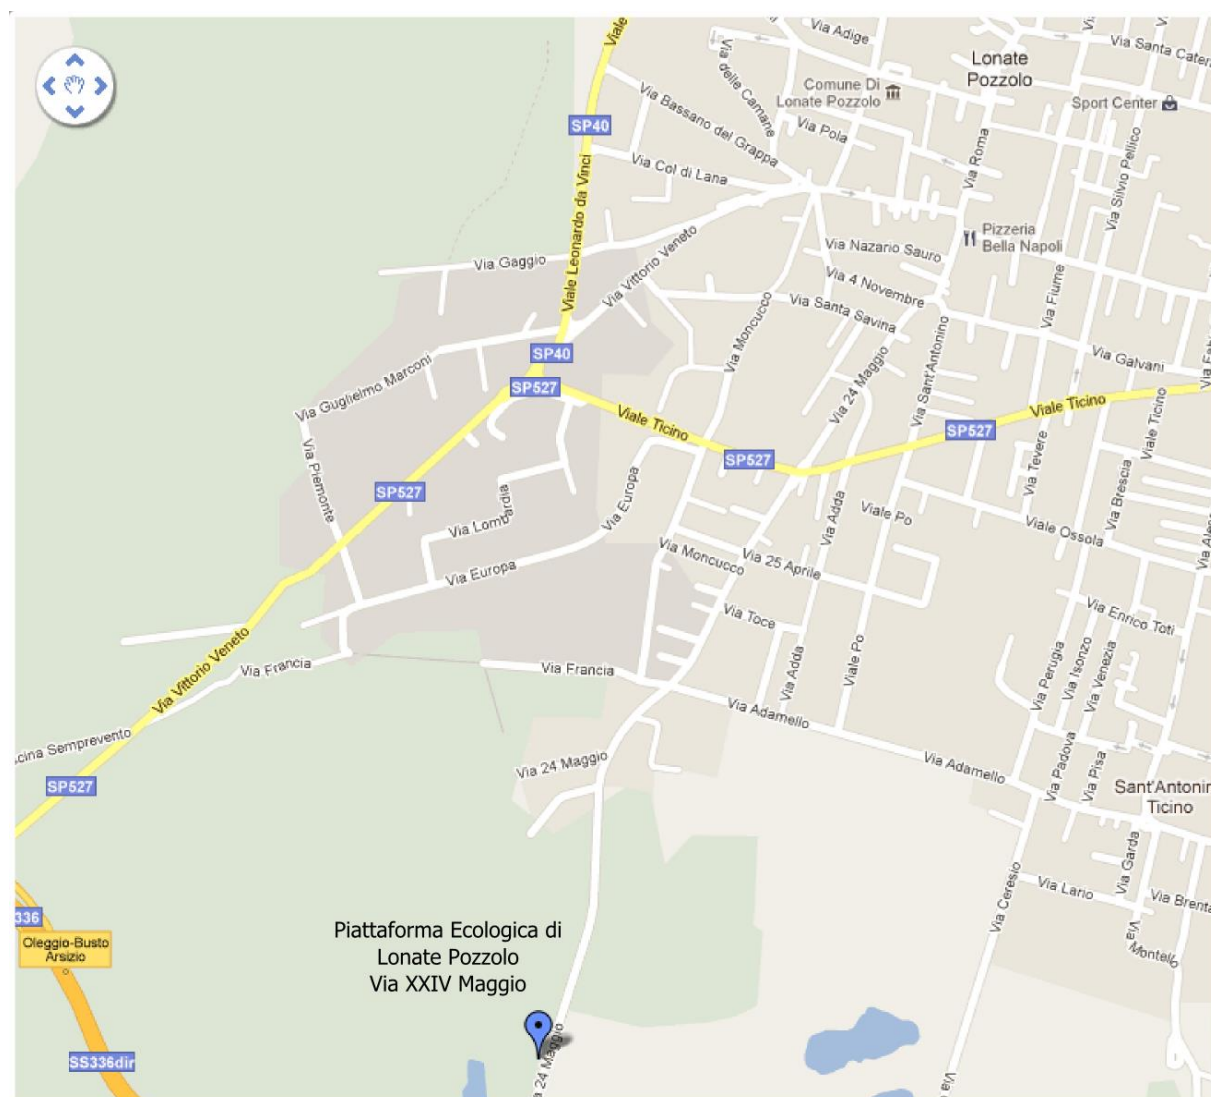 Viale
Via Adige
Via Santa Cater
Lonate
Pozzolo
Via delle Camane
Comune Di
Lonate Pozzolo
Sport Center
Via Bassano del Grappa
Via Pola
SP40
Via Roma
Via Silvio Pellico
Via Col di Lana
Viale Leonardo da Vinci
Pizzeria
Bella Napoli
Via Nazario Sauro
Via Gaggio
Via Vittorio Veneto
Via 4 Novembre
Via Fiume
Via Santa Savina
Via Moncucco
SP40
Via Galvani
Via Guglielmo Marconi
Via 24 Maggio
Via Sant'Antonino
SP527
Viale Ticino
Viale Ticino
Viale Ticino
SP527
SP527
Via Piemonte
Via Tevere
SP527
Via Europa
Via Brescia
Via Lomb
ardia
Via Adda
Viale Po
Viale Ossola
Via Moncucco
Via 25 Aprile
Via Europa
Via Toce
Via Enrico Toti
Via Vittorio Veneto
Via Francia
Via Francia
Via Adda
Viale Po
Via Perugia
Via Isonzo
Via Venezia
Via Adamello
cina Semprevento
Via 24 Maggio
Via Adamello
Via Padova
Via Pisa
SP527
Sant'Antonin
Ticino
Via Garda
Via Ceresio
Via Lario
Via Brenta
336
Oleggio-Busto
Arsizio
Piattaforma Ecologica di
Lonate Pozzolo
Via XXIV Maggio
Via
Montello
24 Maggio
SS336dir
Via